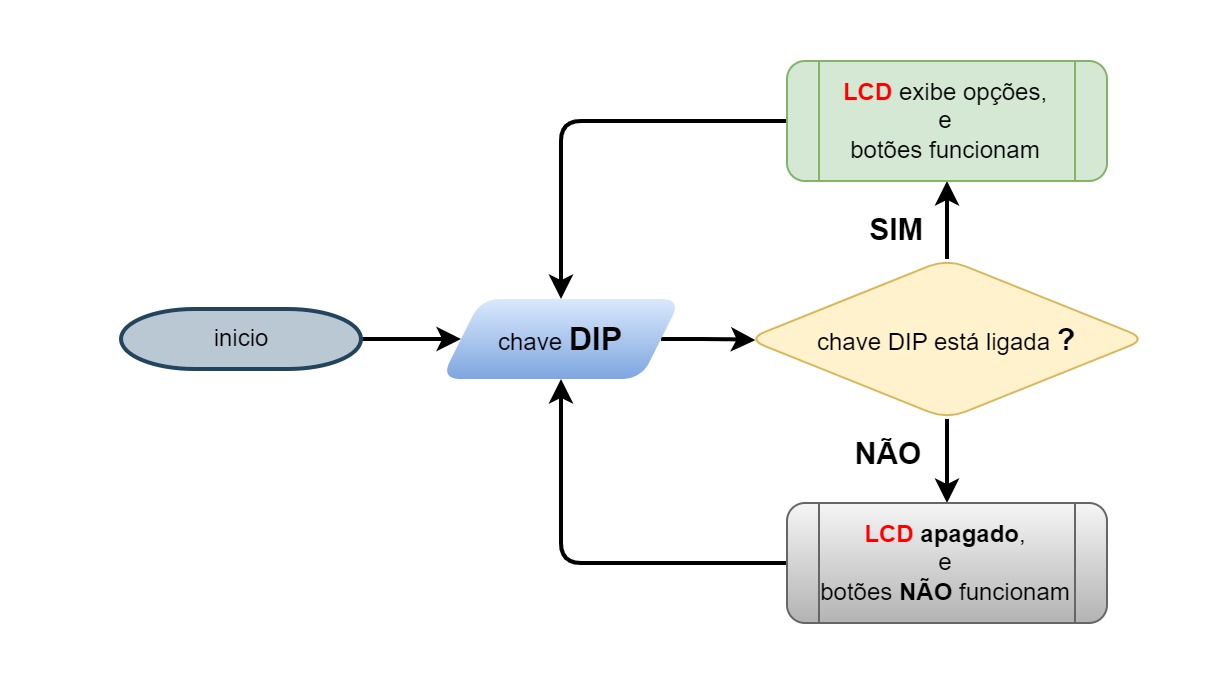 LCD exibe opções,
e
botões funcionam
SIM
inicio
chave DIP
chave DIP está ligada ?
NÃO
LCD apagado,
e
botões NÃO funcionam